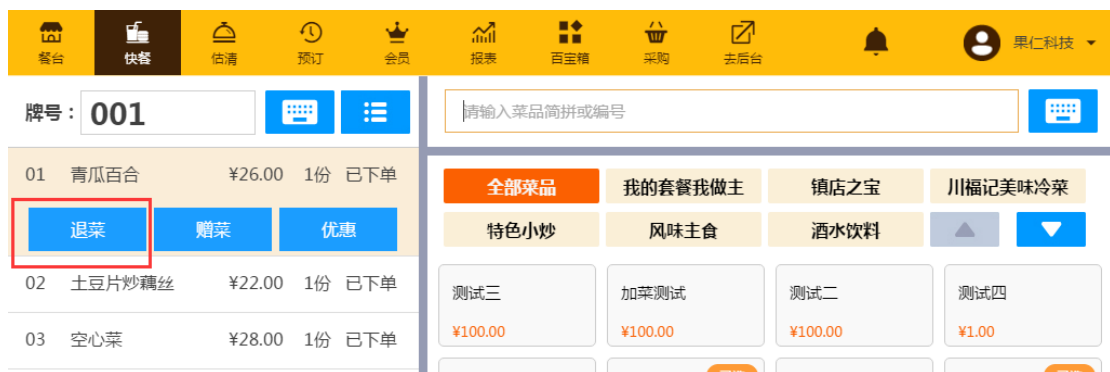 餐台 快餐 估清 预订 会员 报表 百宝箱 采购 去后台 果仁科技
牌号： 001
请输入菜品简拼或编号
01 青瓜百合 ¥26.00 1份 已下单
退菜 赠菜 优惠
02 土豆片炒藕丝 ¥22.00 1份 已下单
03 空心菜 ¥28.00 1份 已下单
全部菜品 我的套餐我做主 镇店之宝 川福记美味冷菜
特色小炒 风味主食 酒水饮料
测试三 加菜测试 测试二 测试四
¥100.00 ¥100.00 ¥100.00 ¥1.00